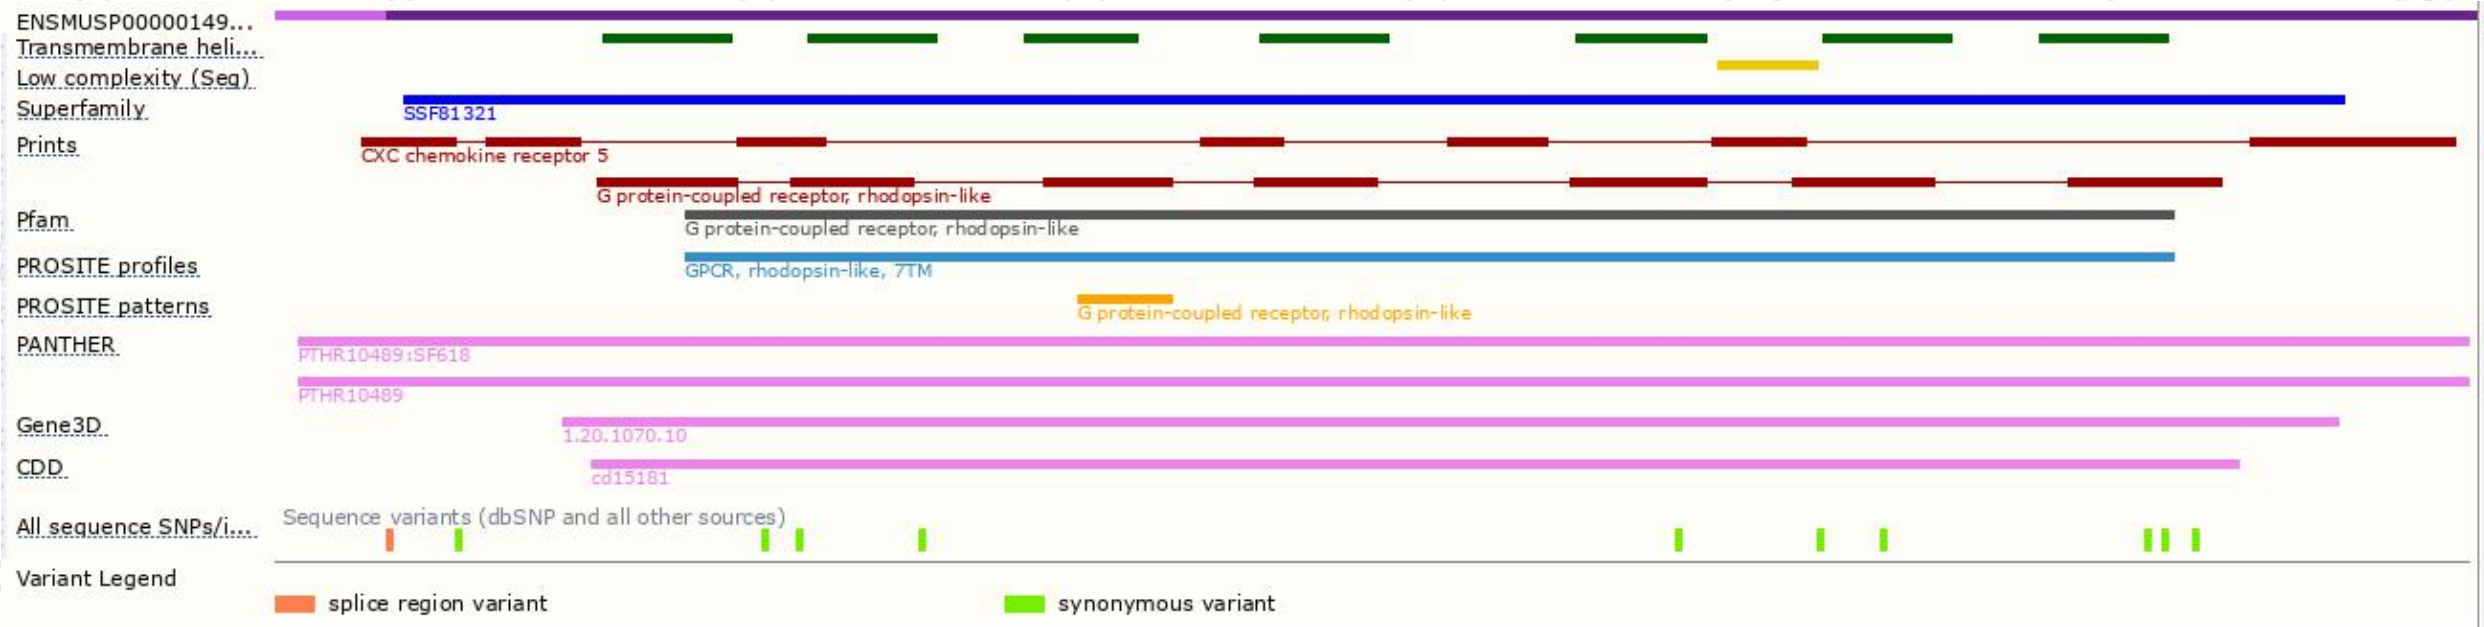 ENSMUSP00000149...
Transmembrane heli...
Low complexity (Seg)
Superfamily
SSF81321
Prints
CXC chemokine receptor 5
G protein-coupled receptor, rhodopsin-like
Pfam
G protein-coupled receptor, rhodopsin-like
PROSITE profiles
GPCR, rhodopsin-like, 7TM
PROSITE patterns
G protein-coupled receptor, rhodopsin-like
PANTHER
PTHR10489:SF618
PTHR10489
Gene3D
1.20.1070.10
CDD
cd15181
Sequence variants (dbSNP and all other sources)
All sequence SNPs/i...
Variant Legend
splice region variant
synonymous variant